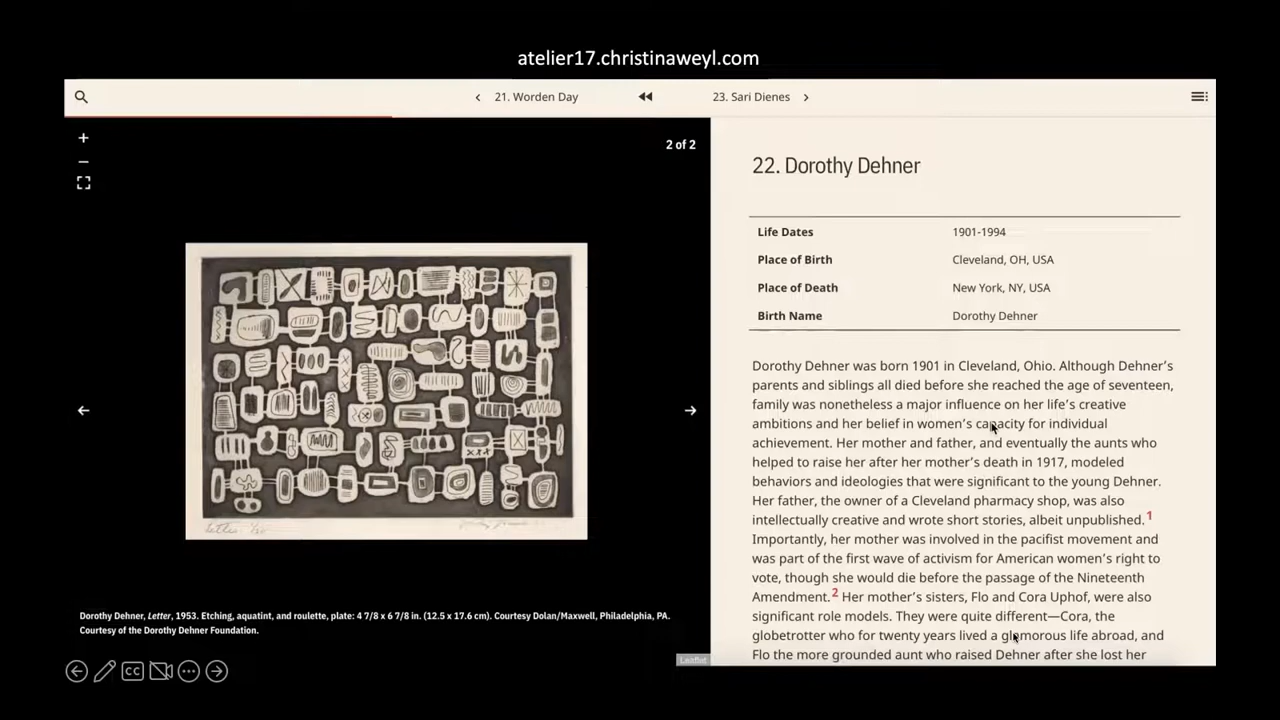 atelier17.christinaweyl.com
21. Worden Day
23. Sari Dienes
2 of 2
22. Dorothy Dehner
Life Dates 1901-1994
Place of Birth Cleveland, OH, USA
Place of Death New York, NY, USA
Birth Name Dorothy Dehner
Dorothy Dehner was born 1901 in Cleveland, Ohio. Although Dehner’s
parents and siblings all died before she reached the age of seventeen,
family was nonetheless a major influence on her life’s creative
ambitions and her belief in women’s capacity for individual
achievement. Her mother and father, and eventually the aunts who
helped to raise her after her mother’s death in 1917, modeled
behaviors and ideologies that were significant to the young Dehner.
Her father, the owner of a Cleveland pharmacy shop, was also
intellectually creative and wrote short stories, albeit unpublished.1
Importantly, her mother was involved in the pacifist movement and
was part of the first wave of activism for American women’s right to
vote, though she would die before the passage of the Nineteenth
Amendment.2 Her mother’s sisters, Flo and Cora Uphof, were also
significant role models. They were quite different—Cora, the
globetrotter who for twenty years lived a glamorous life abroad, and
Flo the more grounded aunt who raised Dehner after she lost her
Letter 1/20
Dorothy Dehner, Letter, 1953. Etching, aquatint, and roulette, plate: 4 7/8 x 6 7/8 in. (12.5 x 17.6 cm). Courtesy Dolan/Maxwell, Philadelphia, PA.
Courtesy of the Dorothy Dehner Foundation.
Leaflet
CC